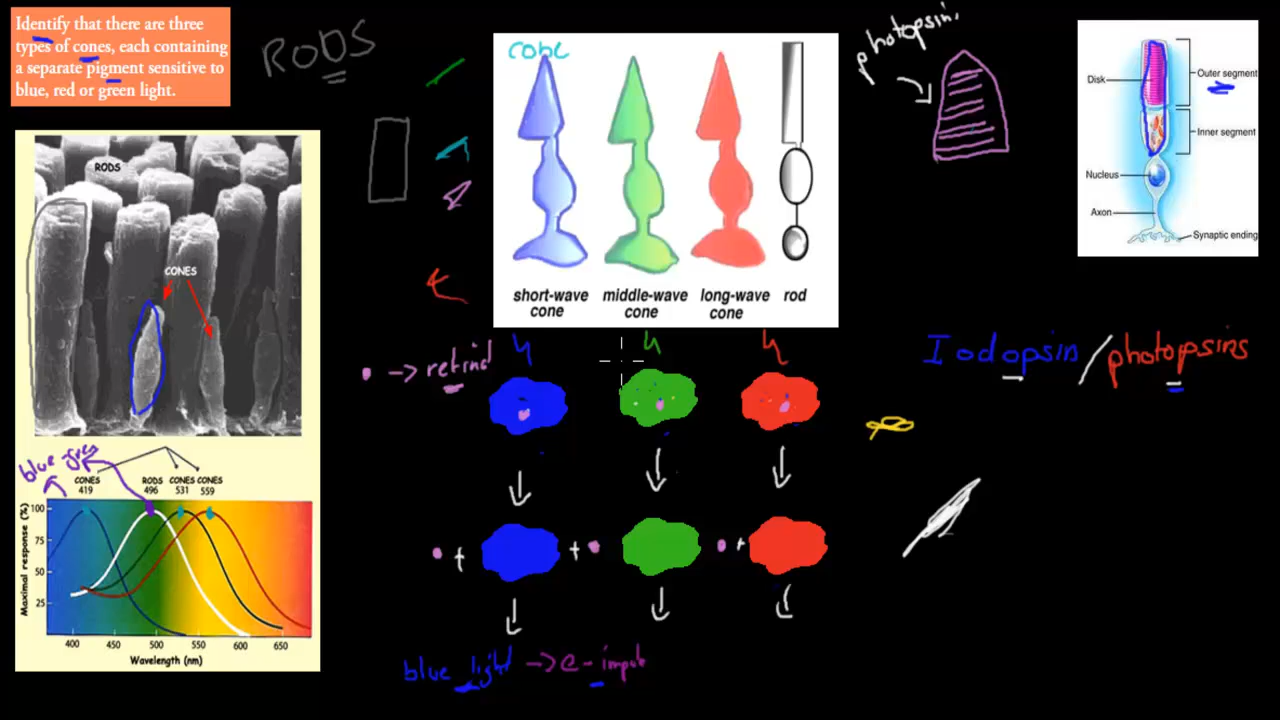 Identify that there are three
types of cones, each containing
a separate pigment sensitive to
blue, red or green light.
RODS
cone
short-wave cone
middle-wave cone
long-wave cone
rod
photopsin
Disk
Outer segment
Inner segment
Nucleus
Axon
Synaptic ending
RODS
CONES
CONES 419
RODS 496
CONES 531
CONES 559
Maximal response (%)
100
75
50
25
400 450 500 550 600 650
Wavelength (nm)
Iodopsin / photopsins
+ + +
blue light -> e -